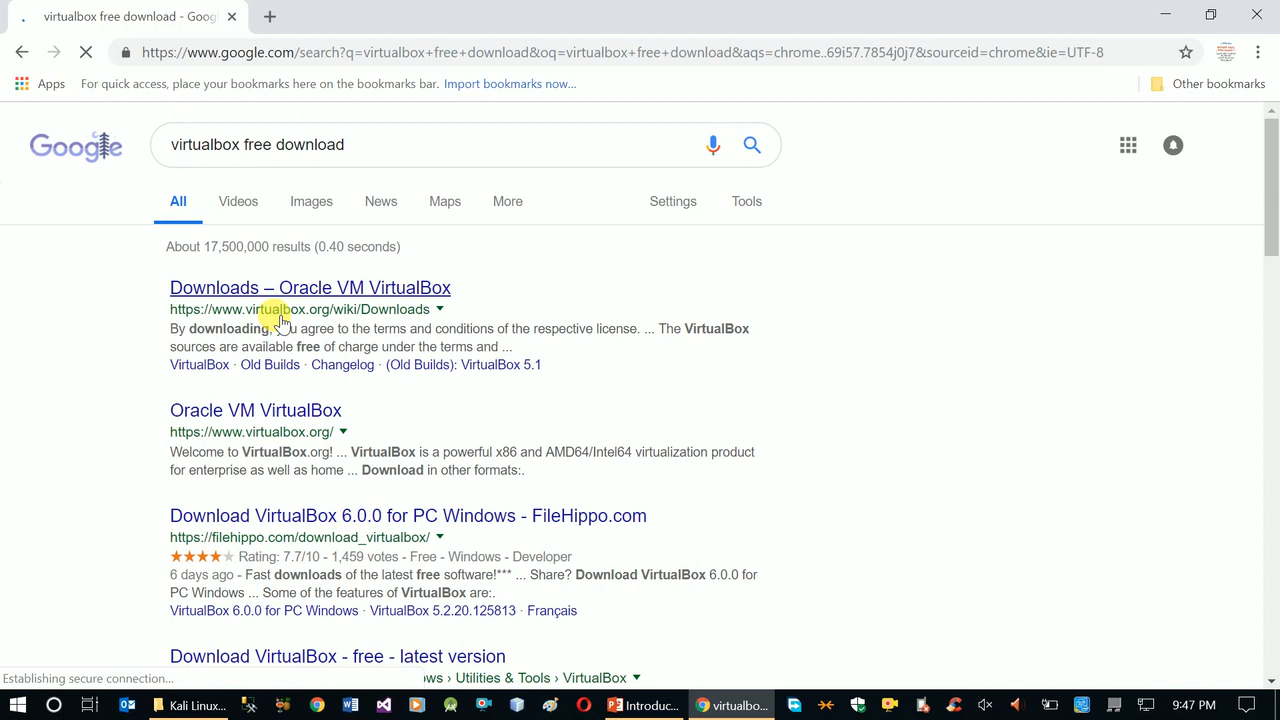 virtualbox free download - Goog
https://www.google.com/search?q=virtualbox+free+download&oq=virtualbox+free+download&aqs=chrome..69i57.7854j0j7&sourceid=chrome&ie=UTF-8
Apps For quick access, place your bookmarks here on the bookmarks bar. Import bookmarks now... Other bookmarks
Google virtualbox free download
All Videos Images News Maps More Settings Tools
About 17,500,000 results (0.40 seconds)
Downloads – Oracle VM VirtualBox
https://www.virtualbox.org/wiki/Downloads
By downloading, you agree to the terms and conditions of the respective license. ... The VirtualBox
sources are available free of charge under the terms and ...
VirtualBox · Old Builds · Changelog · (Old Builds): VirtualBox 5.1
Oracle VM VirtualBox
https://www.virtualbox.org/
Welcome to VirtualBox.org! ... VirtualBox is a powerful x86 and AMD64/Intel64 virtualization product
for enterprise as well as home ... Download in other formats:.
Download VirtualBox 6.0.0 for PC Windows - FileHippo.com
https://filehippo.com/download_virtualbox/
Rating: 7.7/10 - 1,459 votes - Free - Windows - Developer
6 days ago - Fast downloads of the latest free software!*** ... Share? Download VirtualBox 6.0.0 for
PC Windows ... Some of the features of VirtualBox are:.
VirtualBox 6.0.0 for PC Windows · VirtualBox 5.2.20.125813 · Français
Download VirtualBox - free - latest version
Establishing secure connection... ws › Utilities & Tools › VirtualBox
Kali Linux... Introduc... virtualbo... 9:47 PM